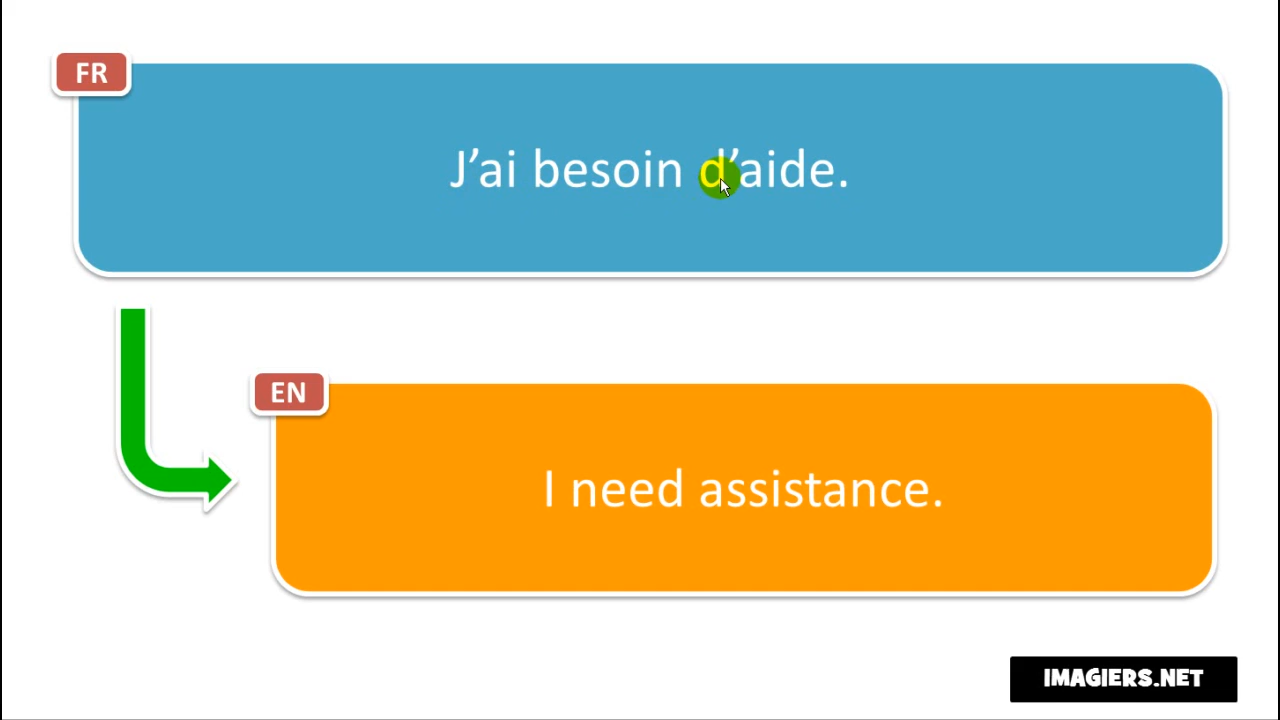 FR
J’ai besoin d’aide.
EN
I need assistance.
IMAGIERS.NET